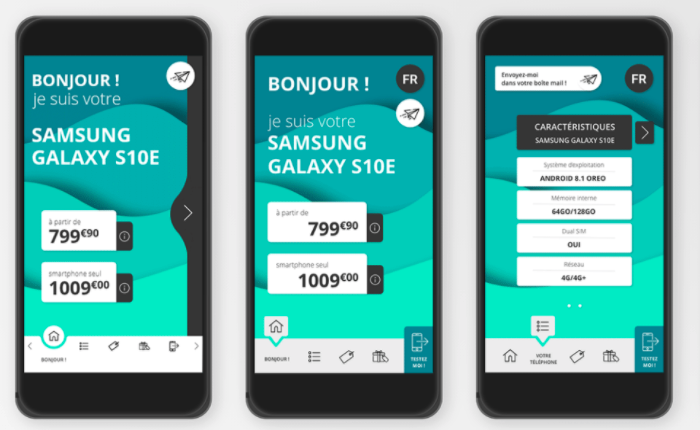 BONJOUR !
je suis votre
SAMSUNG
GALAXY S10E
à partir de
799€90
smartphone seul
1009€00
BONJOUR !
BONJOUR !
FR
je suis votre
SAMSUNG
GALAXY S10E
à partir de
799€90
smartphone seul
1009€00
BONJOUR !
TESTEZ
MOI !
Envoyez-moi
dans votre boîte mail !
FR
CARACTÉRISTIQUES
SAMSUNG GALAXY S10E
Système d'exploitation
ANDROID 8.1 OREO
Mémoire interne
64GO/128GO
Dual SIM
OUI
Réseau
4G/4G+
VOTRE
TÉLÉPHONE
TESTEZ
MOI !